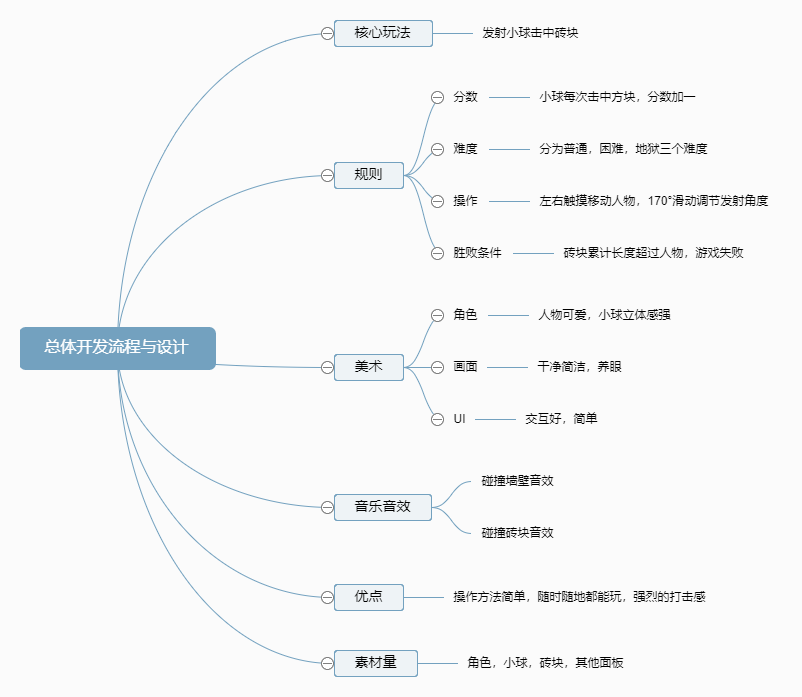 核心玩法
发射小球击中砖块
分数
小球每次击中方块，分数加一
难度
分为普通，困难，地狱三个难度
规则
操作
左右触摸移动人物，170°滑动调节发射角度
胜败条件
砖块累计长度超过人物，游戏失败
总体开发流程与设计
角色
人物可爱，小球立体感强
美术
画面
干净简洁，养眼
UI
交互好，简单
音乐音效
碰撞墙壁音效
碰撞砖块音效
优点
操作方法简单，随时随地都能玩，强烈的打击感
素材量
角色，小球，砖块，其他面板